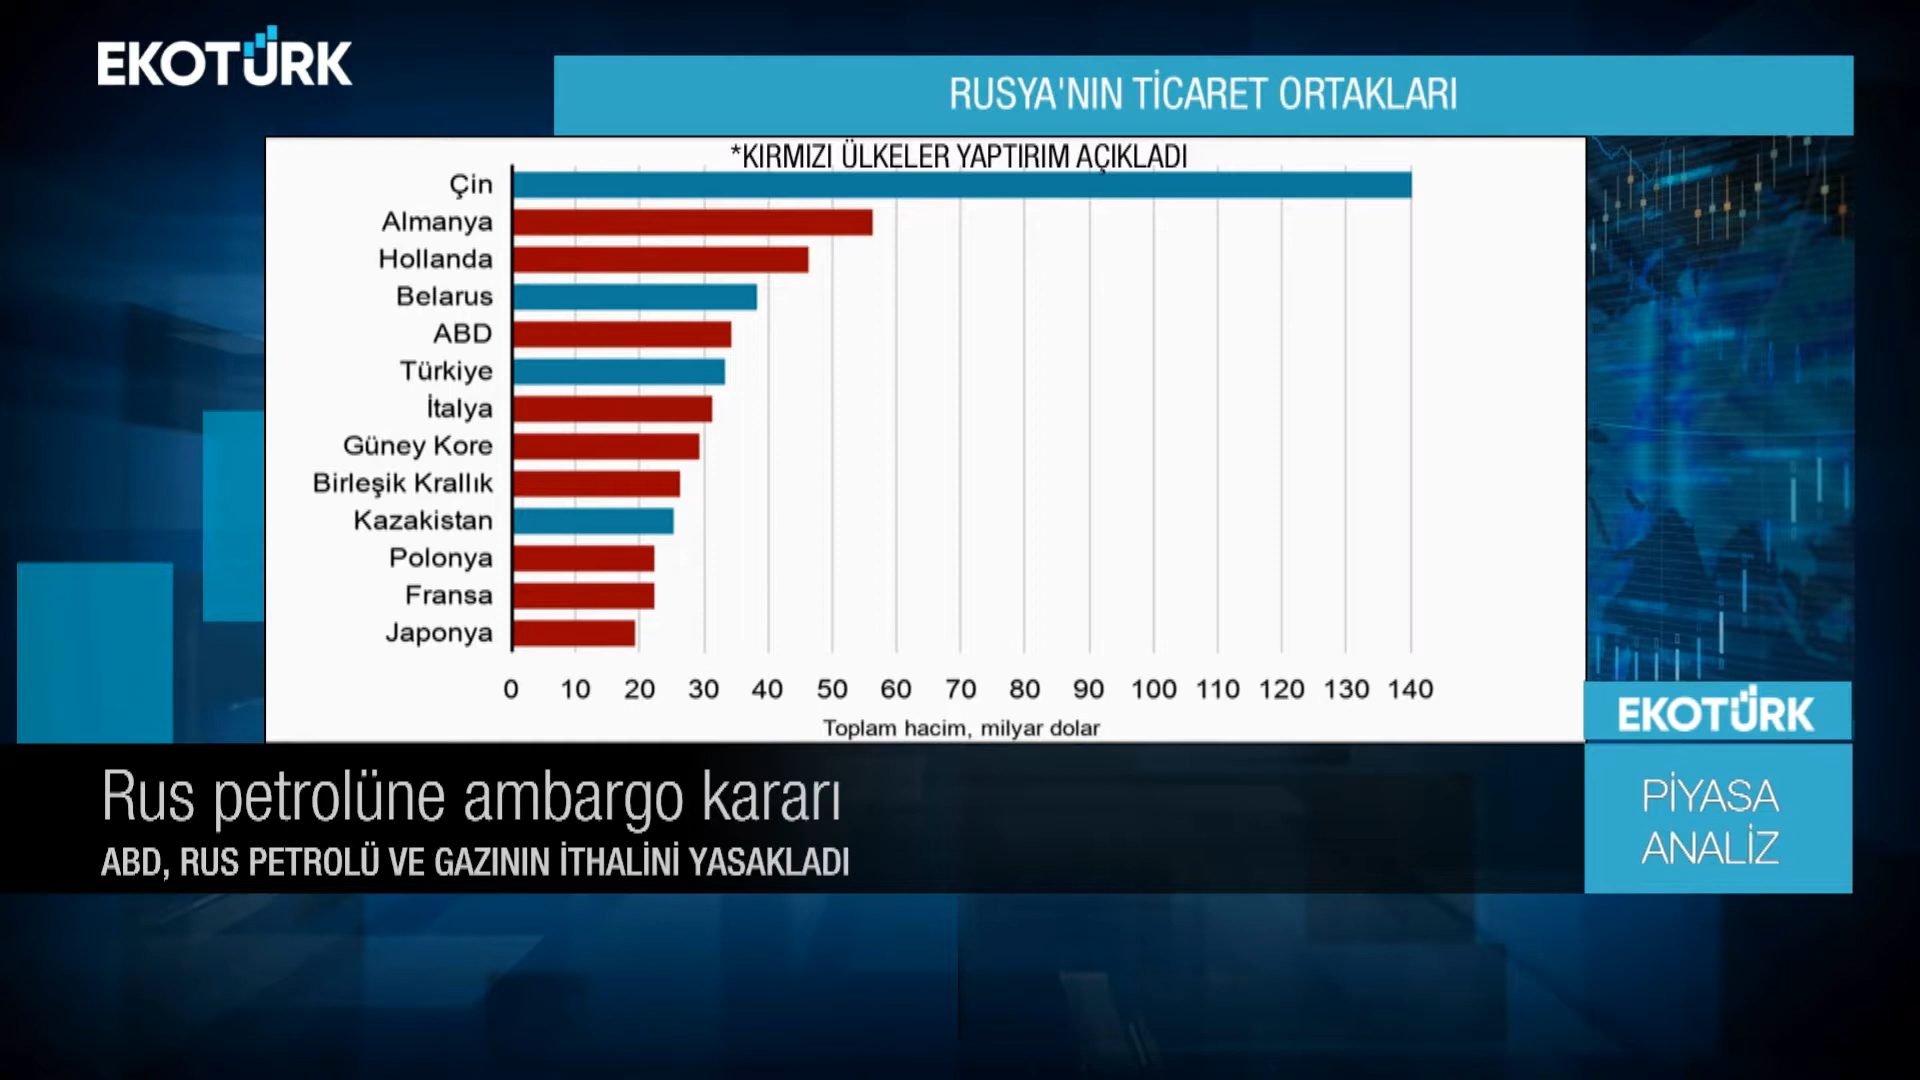 EKOTÜRK
RUSYA'NIN TİCARET ORTAKLARI
*KIRMIZI ÜLKELER YAPTIRIM AÇIKLADI
Çin
Almanya
Hollanda
Belarus
ABD
Türkiye
İtalya
Güney Kore
Birleşik Krallık
Kazakistan
Polonya
Fransa
Japonya
0 10 20 30 40 50 60 70 80 90 100 110 120 130 140
Toplam hacim, milyar dolar
EKOTÜRK
Rus petrolüne ambargo kararı
ABD, RUS PETROLÜ VE GAZININ İTHALİNİ YASAKLADI
PİYASA
ANALİZ